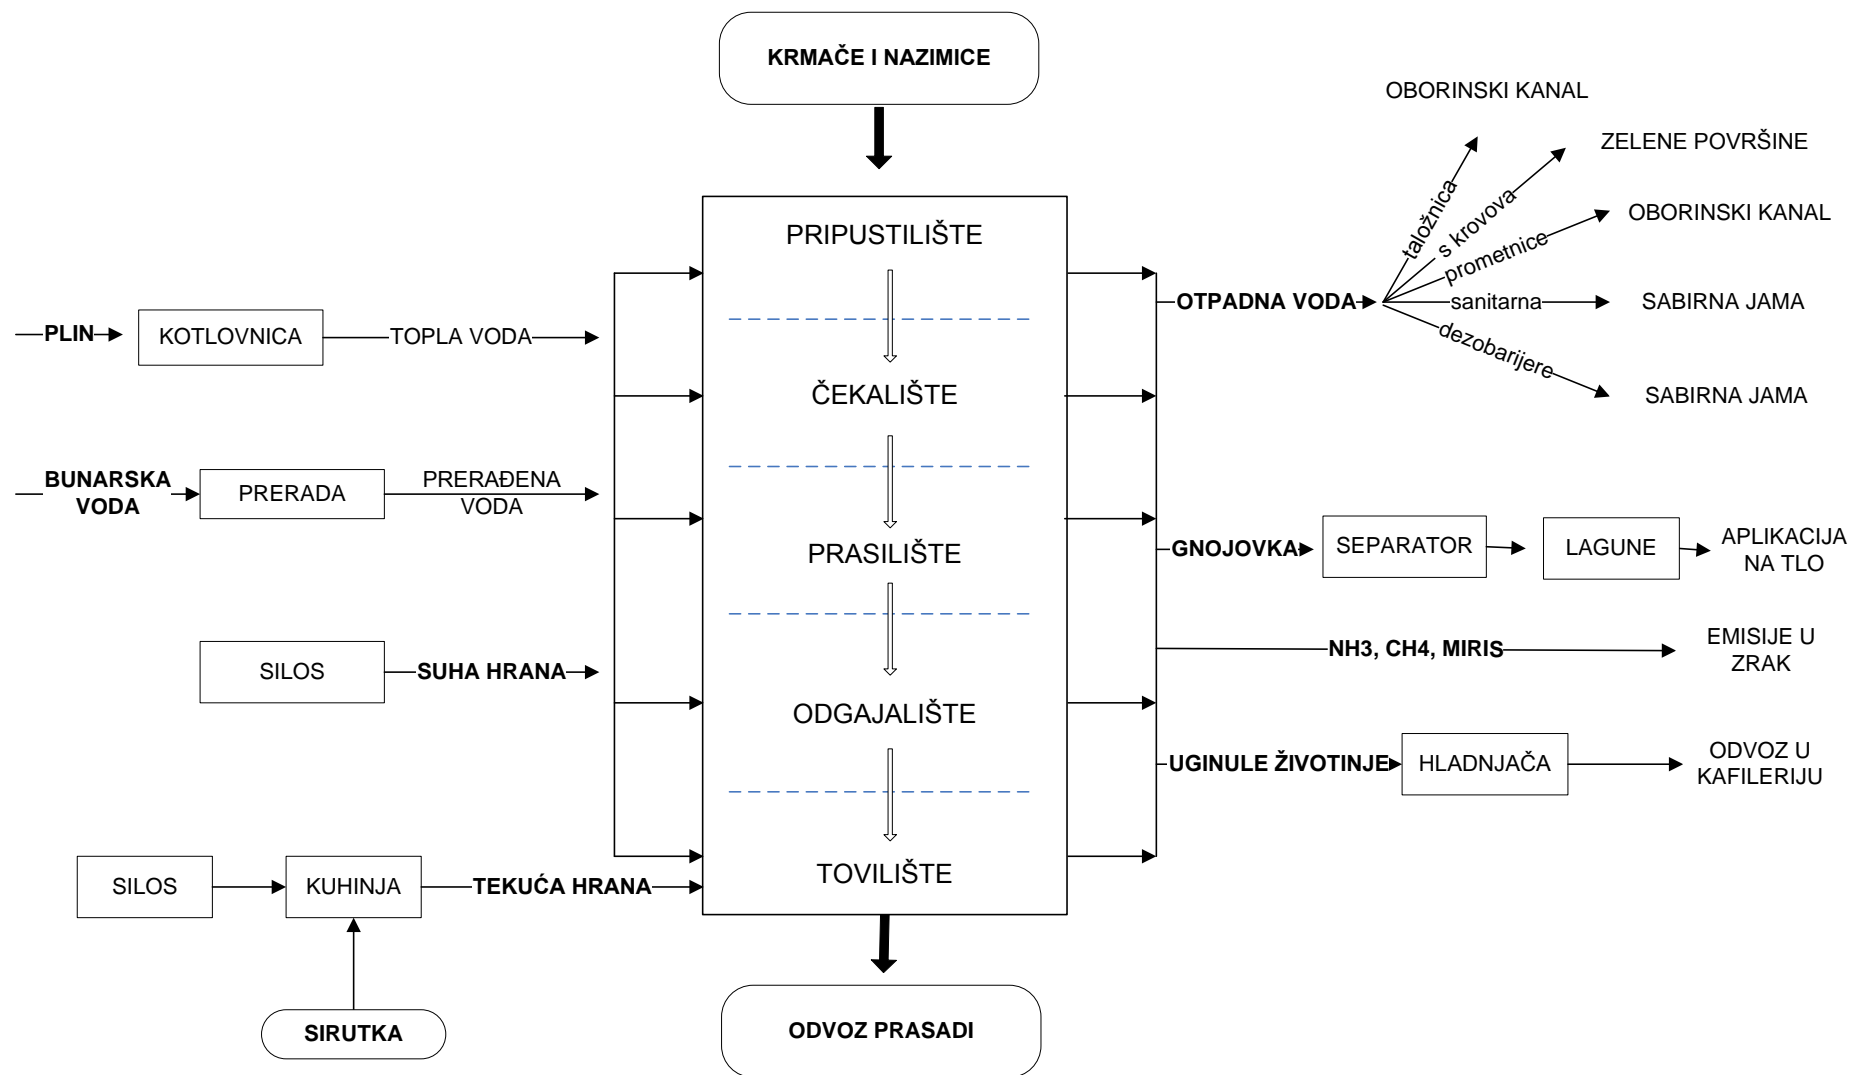 KRMAČE I NAZIMICE
OBORINSKI KANAL
ZELENE POVRŠINE
OBORINSKI KANAL
SABIRNA JAMA
SABIRNA JAMA
taložnica
s krovova
prometnice
sanitarna
dezobarijere
OTPADNA VODA
PRIPUSTILIŠTE
ČEKALIŠTE
PRASILIŠTE
ODGAJALIŠTE
TOVILIŠTE
PLIN
KOTLOVNICA
TOPLA VODA
BUNARSKA
VODA
PRERADA
PRERAĐENA
VODA
SILOS
SUHA HRANA
SILOS
KUHINJA
TEKUĆA HRANA
SIRUTKA
GNOJOVKA
SEPARATOR
LAGUNE
APLIKACIJA
NA TLO
NH3, CH4, MIRIS
EMISIJE U
ZRAK
UGINULE ŽIVOTINJE
HLADNJAČA
ODVOZ U
KAFILERIJU
ODVOZ PRASADI